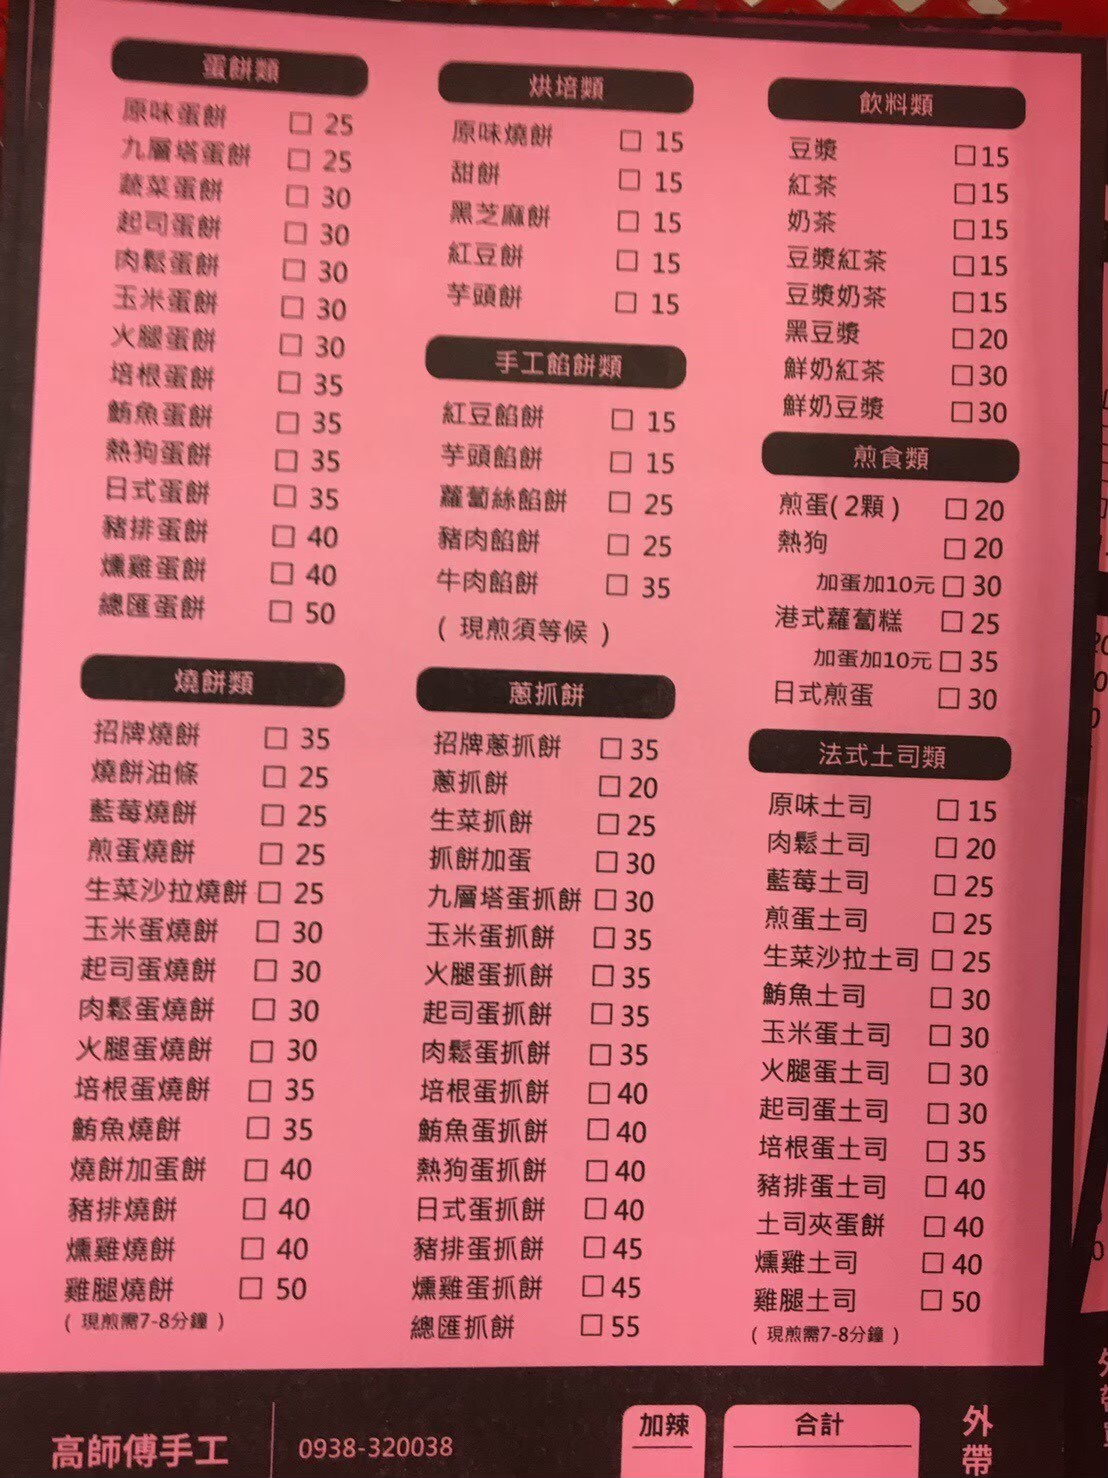 蛋餅類
原味蛋餅 □ 25
九層塔蛋餅 □ 25
蔬菜蛋餅 □ 30
起司蛋餅 □ 30
肉鬆蛋餅 □ 30
玉米蛋餅 □ 30
火腿蛋餅 □ 30
培根蛋餅 □ 35
鮪魚蛋餅 □ 35
熱狗蛋餅 □ 35
日式蛋餅 □ 35
豬排蛋餅 □ 40
燻雞蛋餅 □ 40
總匯蛋餅 □ 50
燒餅類
招牌燒餅 □ 35
燒餅油條 □ 25
藍莓燒餅 □ 25
煎蛋燒餅 □ 25
生菜沙拉燒餅 □ 25
玉米蛋燒餅 □ 30
起司蛋燒餅 □ 30
肉鬆蛋燒餅 □ 30
火腿蛋燒餅 □ 30
培根蛋燒餅 □ 35
鮪魚燒餅 □ 35
燒餅加蛋餅 □ 40
豬排燒餅 □ 40
燻雞燒餅 □ 40
雞腿燒餅 □ 50
( 現煎需7-8分鐘 )
烘培類
原味燒餅 □ 15
甜餅 □ 15
黑芝麻餅 □ 15
紅豆餅 □ 15
芋頭餅 □ 15
手工餡餅類
紅豆餡餅 □ 15
芋頭餡餅 □ 15
蘿蔔絲餡餅 □ 25
豬肉餡餅 □ 25
牛肉餡餅 □ 35
( 現煎須等候 )
蔥抓餅
招牌蔥抓餅 □ 35
蔥抓餅 □ 20
生菜抓餅 □ 25
抓餅加蛋 □ 30
九層塔蛋抓餅 □ 30
玉米蛋抓餅 □ 35
火腿蛋抓餅 □ 35
起司蛋抓餅 □ 35
肉鬆蛋抓餅 □ 35
培根蛋抓餅 □ 40
鮪魚蛋抓餅 □ 40
熱狗蛋抓餅 □ 40
日式蛋抓餅 □ 40
豬排蛋抓餅 □ 45
燻雞蛋抓餅 □ 45
總匯抓餅 □ 55
飲料類
豆漿 □ 15
紅茶 □ 15
奶茶 □ 15
豆漿紅茶 □ 15
豆漿奶茶 □ 15
黑豆漿 □ 20
鮮奶紅茶 □ 30
鮮奶豆漿 □ 30
煎食類
煎蛋( 2顆 ) □ 20
熱狗 □ 20
加蛋加10元 □ 30
港式蘿蔔糕 □ 25
加蛋加10元 □ 35
日式煎蛋 □ 30
法式土司類
原味土司 □ 15
肉鬆土司 □ 20
藍莓土司 □ 25
煎蛋土司 □ 25
生菜沙拉土司 □ 25
鮪魚土司 □ 30
玉米蛋土司 □ 30
火腿蛋土司 □ 30
起司蛋土司 □ 30
培根蛋土司 □ 35
豬排蛋土司 □ 40
土司夾蛋餅 □ 40
燻雞土司 □ 40
雞腿土司 □ 50
( 現煎需7-8分鐘 )
高師傅手工 0938-320038
加辣
合計
外帶